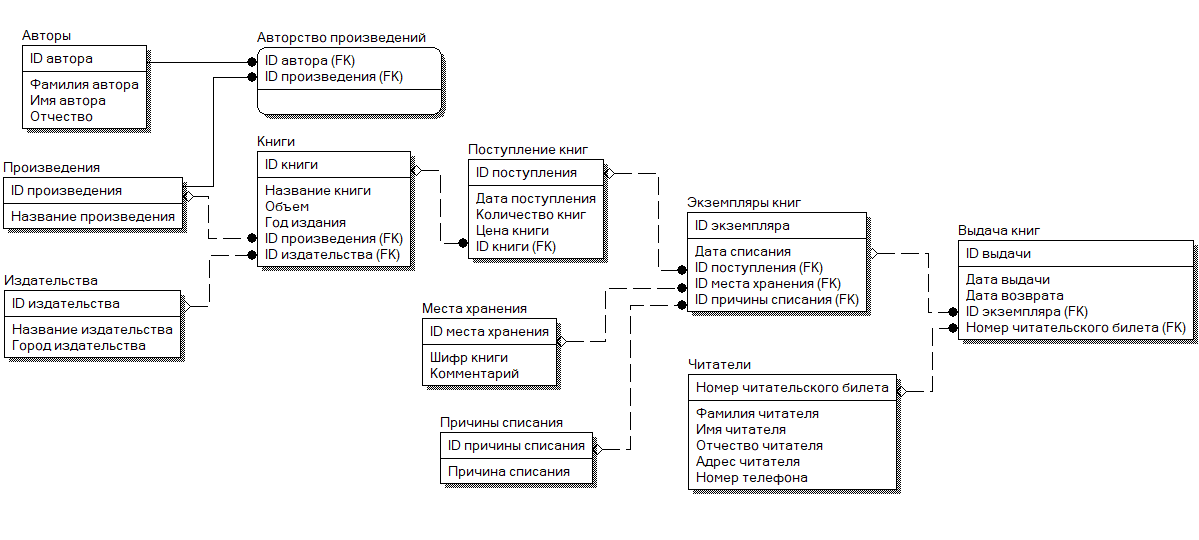 Авторы
ID автора
Фамилия автора
Имя автора
Отчество
Авторство произведений
ID автора (FK)
ID произведения (FK)
Произведения
ID произведения
Название произведения
Книги
ID книги
Название книги
Объем
Год издания
ID произведения (FK)
ID издательства (FK)
Издательства
ID издательства
Название издательства
Город издательства
Поступление книг
ID поступления
Дата поступления
Количество книг
Цена книги
ID книги (FK)
Места хранения
ID места хранения
Шифр книги
Комментарий
Причины списания
ID причины списания
Причина списания
Экземпляры книг
ID экземпляра
Дата списания
ID поступления (FK)
ID места хранения (FK)
ID причины списания (FK)
Читатели
Номер читательского билета
Фамилия читателя
Имя читателя
Отчество читателя
Адрес читателя
Номер телефона
Выдача книг
ID выдачи
Дата выдачи
Дата возврата
ID экземпляра (FK)
Номер читательского билета (FK)